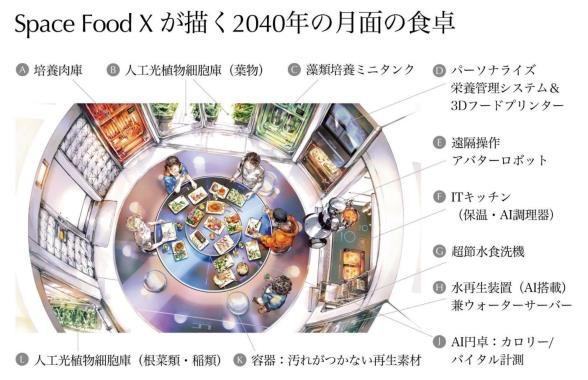 Space Food X が描く2040年の月面の食卓
A 培養肉庫
B 人工光植物細胞庫（葉物）
C 藻類培養ミニタンク
D パーソナライズ
栄養管理システム＆
3Dフードプリンター
E 遠隔操作
アバターロボット
F ITキッチン
（保温・AI調理器）
G 超節水食洗機
H 水再生装置（AI搭載）
兼ウォーターサーバー
J AI円卓：カロリー/
バイタル計測
L 人工光植物細胞庫（根菜類・稲類）
K 容器：汚れがつかない再生素材